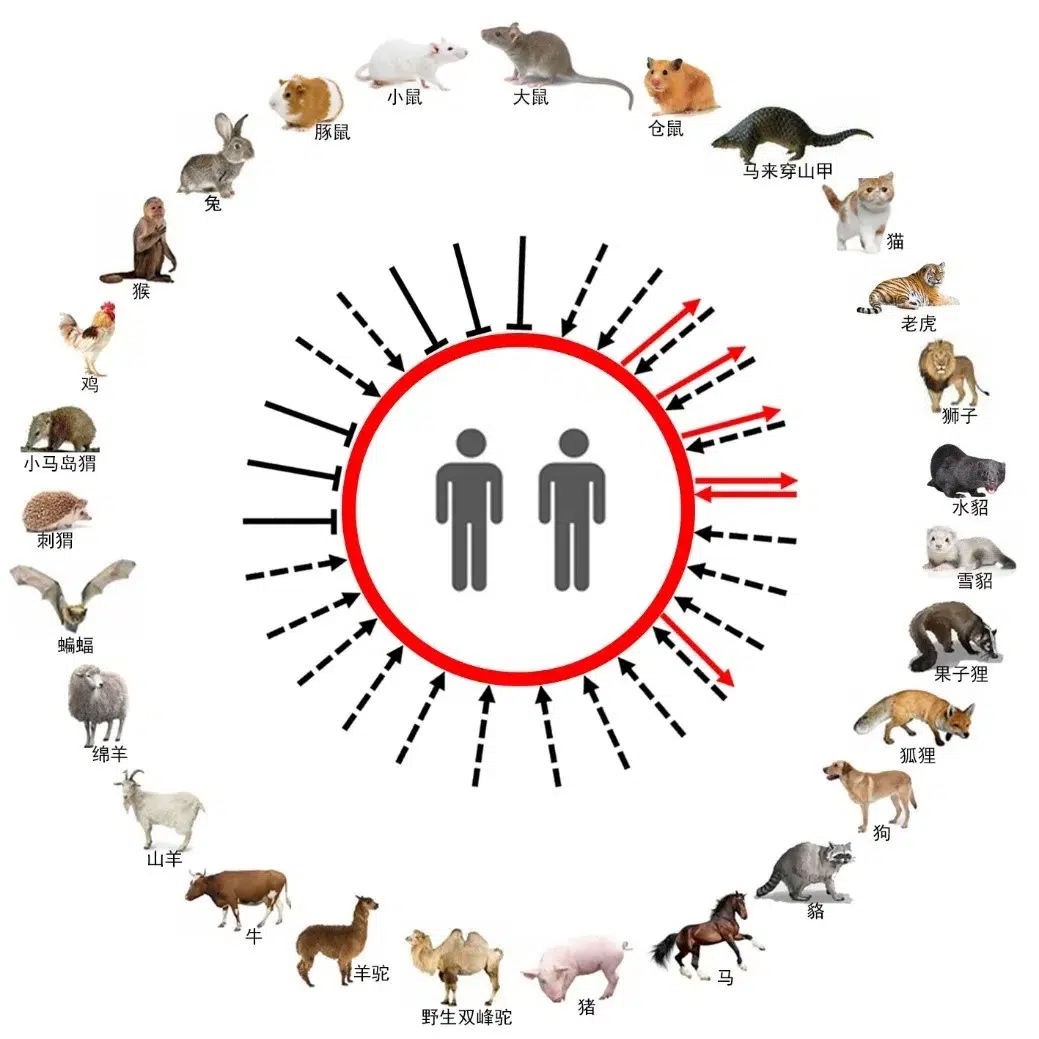 小鼠
大鼠
仓鼠
豚鼠
马来穿山甲
兔
猫
猴
老虎
鸡
狮子
小马岛猬
水貂
刺猬
雪貂
蝙蝠
果子狸
绵羊
狐狸
山羊
狗
貉
牛
羊驼
马
野生双峰驼
猪